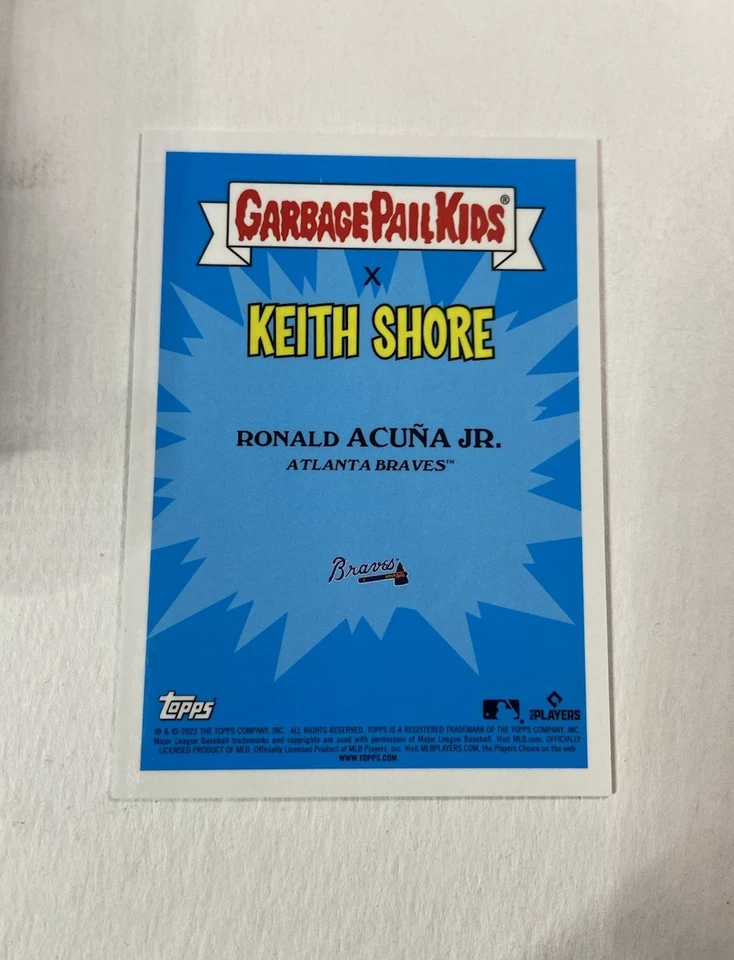 GARBAGE PAIL KIDS®
X
KEITH SHORE
RONALD ACUÑA JR.
ATLANTA BRAVES™
Braves™
TOPPS
MLB PLAYERS
® & © 2022 THE TOPPS COMPANY, INC. ALL RIGHTS RESERVED. TOPPS IS A REGISTERED TRADEMARK OF THE TOPPS COMPANY, INC.
Major League Baseball trademarks and copyrights are used with permission of Major League Baseball. Visit MLB.com. OFFICIALLY
LICENSED PRODUCT OF MLB. Officially Licensed Product of MLB Players, Inc. Visit MLBPLAYERS.COM, the Players Choice on the web.
WWW.TOPPS.COM